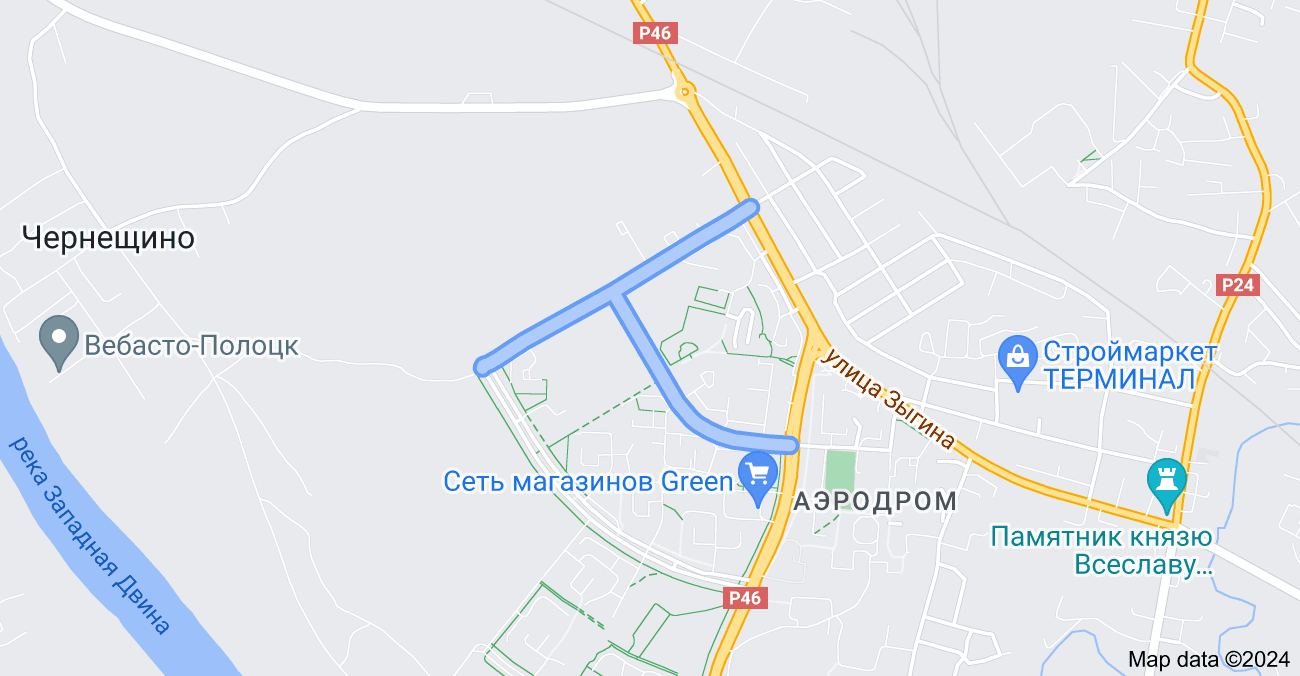 P46
Чернещино
P24
Вебасто-Полоцк
Строймаркет
ТЕРМИНАЛ
улица Зыгина
река Западная Двина
Сеть магазинов Green
АЭРОДРОМ
Памятник князю
Всеславу...
P46
Map data ©2024